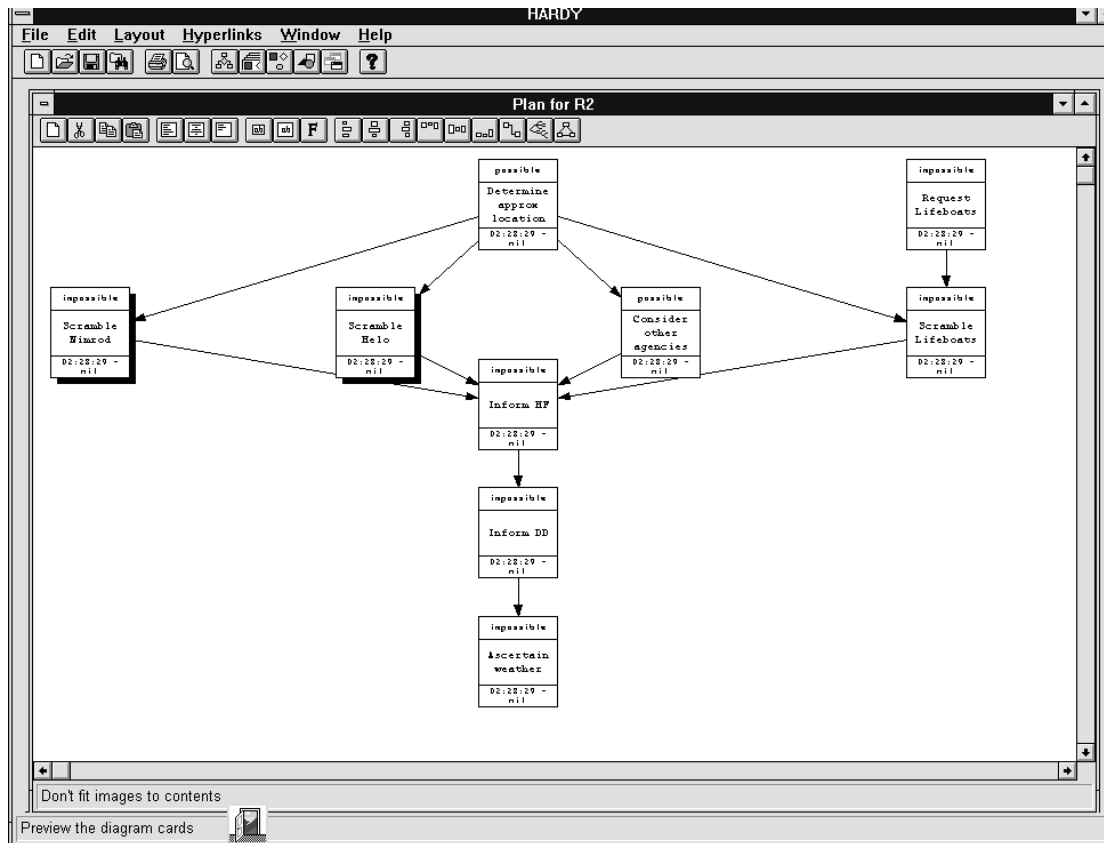 HARDY
File Edit Layout Hyperlinks Window Help
?
Plan for R2
ab ab F
possible
Determine
approx
location
02:28:29 -
nil
impossible
Request
Lifeboats
02:28:29 -
nil
impossible
Scramble
Nimrod
02:28:29 -
nil
impossible
Scramble
Helo
02:28:29 -
nil
possible
Consider
other
agencies
02:28:29 -
nil
impossible
Scramble
Lifeboats
02:28:29 -
nil
impossible
Inform HF
02:28:29 -
nil
impossible
Inform DD
02:28:29 -
nil
impossible
Ascertain
weather
02:28:29 -
nil
Don't fit images to contents
Preview the diagram cards